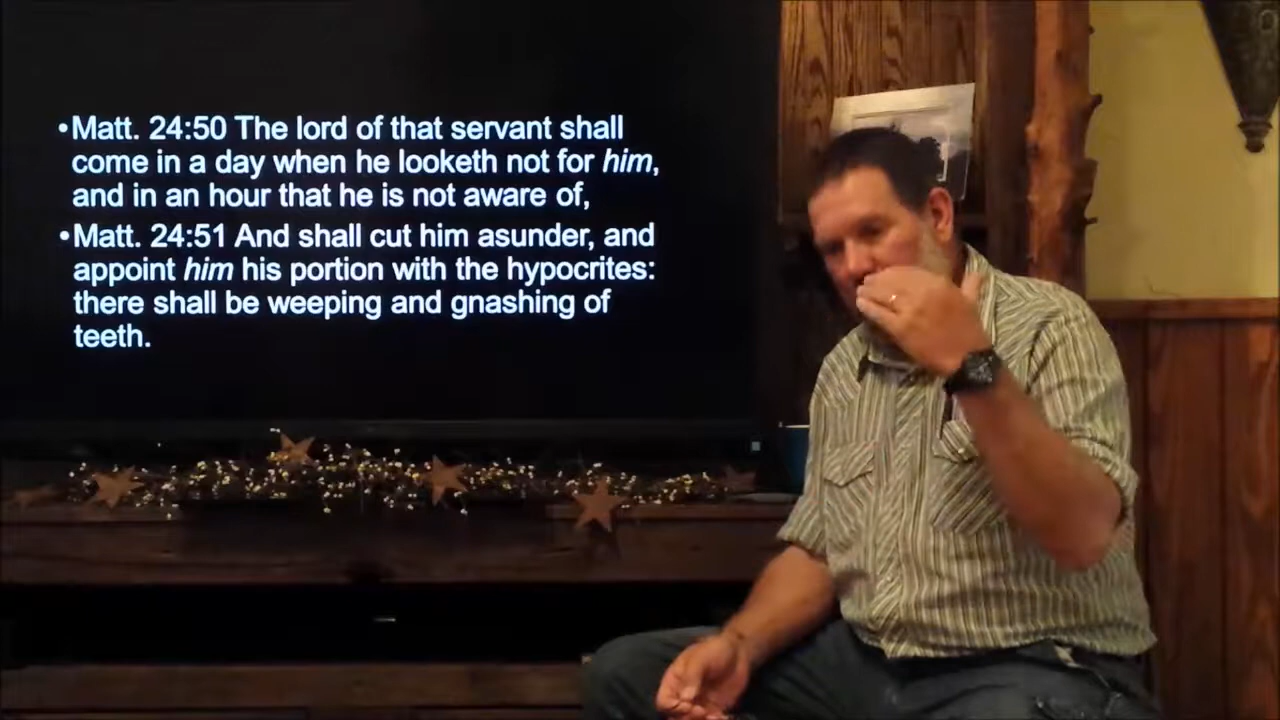 •Matt. 24:50 The lord of that servant shall
come in a day when he looketh not for him,
and in an hour that he is not aware of,
•Matt. 24:51 And shall cut him asunder, and
appoint him his portion with the hypocrites:
there shall be weeping and gnashing of
teeth.